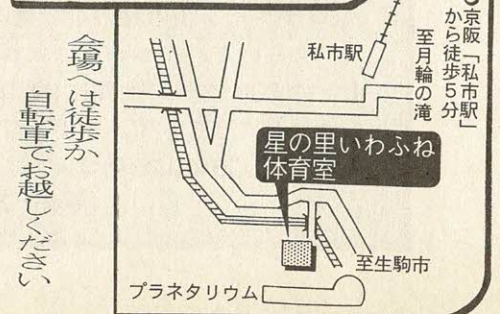 京阪「私市駅」
から徒歩5分
至月輪の滝
私市駅
星の里いわふね
体育室
至生駒市
プラネタリウム
会場へは徒歩か
自転車でお越しください